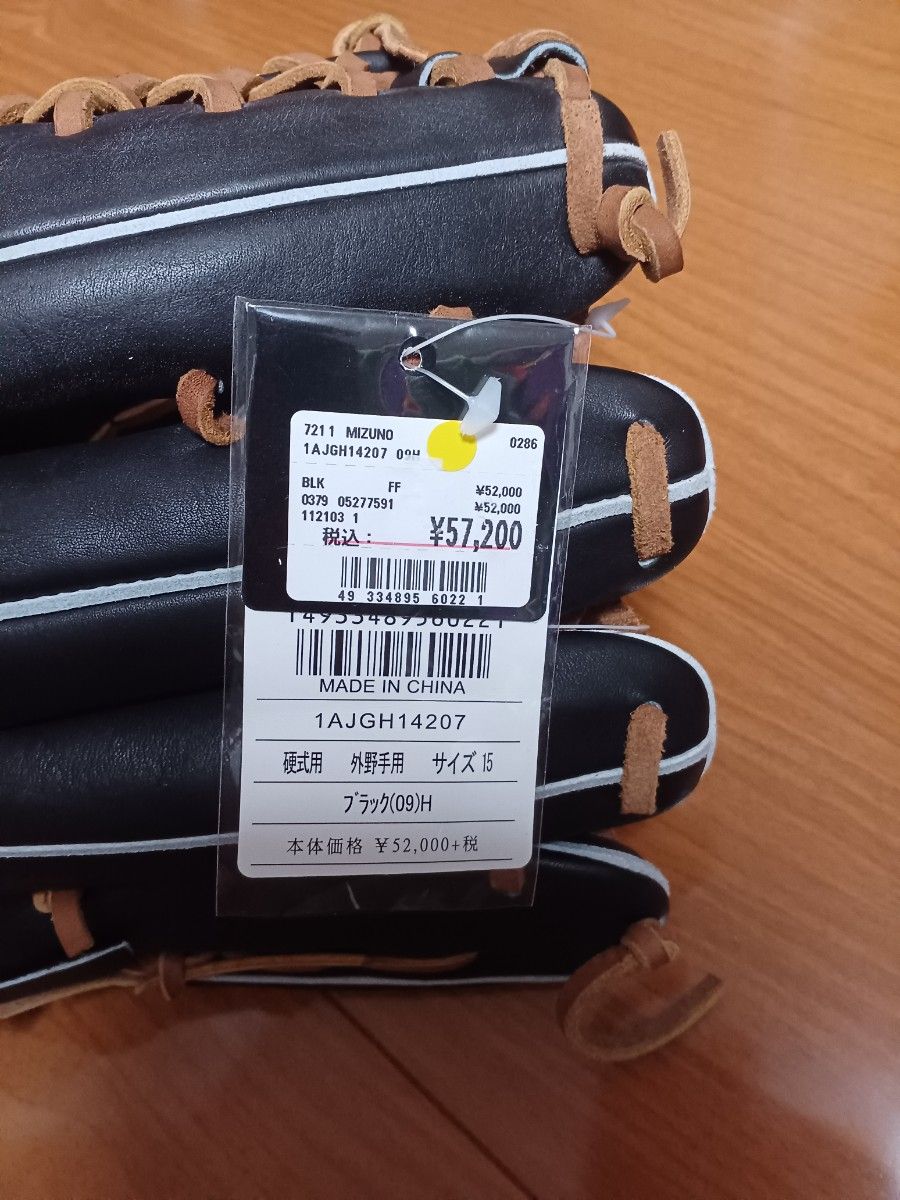 7211 MIZUNO
0286
1AJGH14207 09H
BLK FF ¥52,000
0379 05277591 ¥52,000
112103 1
税込: ¥57,200
49 334895 6022 1
MADE IN CHINA
1AJGH14207
硬式用 外野手用 サイズ 15
ブラック(09)H
本体価格 ¥52,000+税